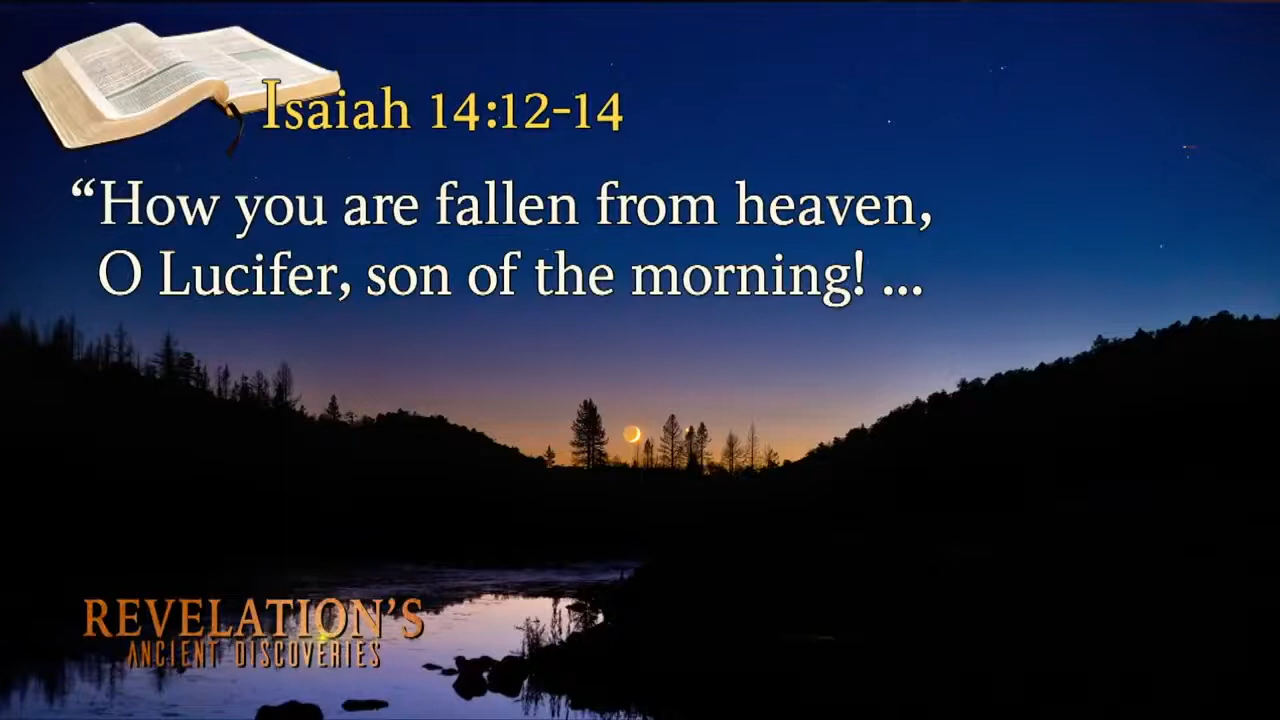 Isaiah 14:12-14
“How you are fallen from heaven,
O Lucifer, son of the morning! ...
REVELATION'S
ANCIENT DISCOVERIES